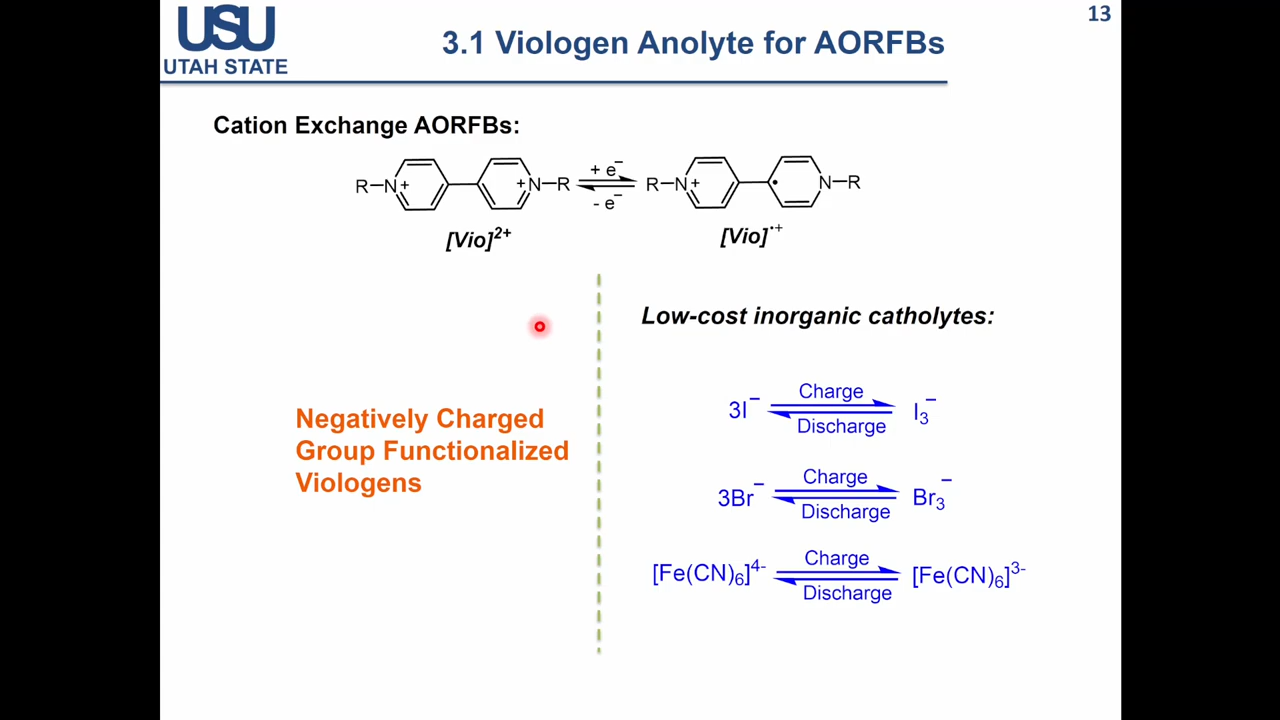 USU
UTAH STATE
3.1 Viologen Anolyte for AORFBs
13
Cation Exchange AORFBs:
R–N+ +N–R + e⁻ - e⁻ R–N+ • N–R
[Vio]²⁺ [Vio]•⁺
Low-cost inorganic catholytes:
3I⁻ Charge Discharge I₃⁻
Negatively Charged
Group Functionalized
Viologens
3Br⁻ Charge Discharge Br₃⁻
[Fe(CN)₆]⁴⁻ Charge Discharge [Fe(CN)₆]³⁻